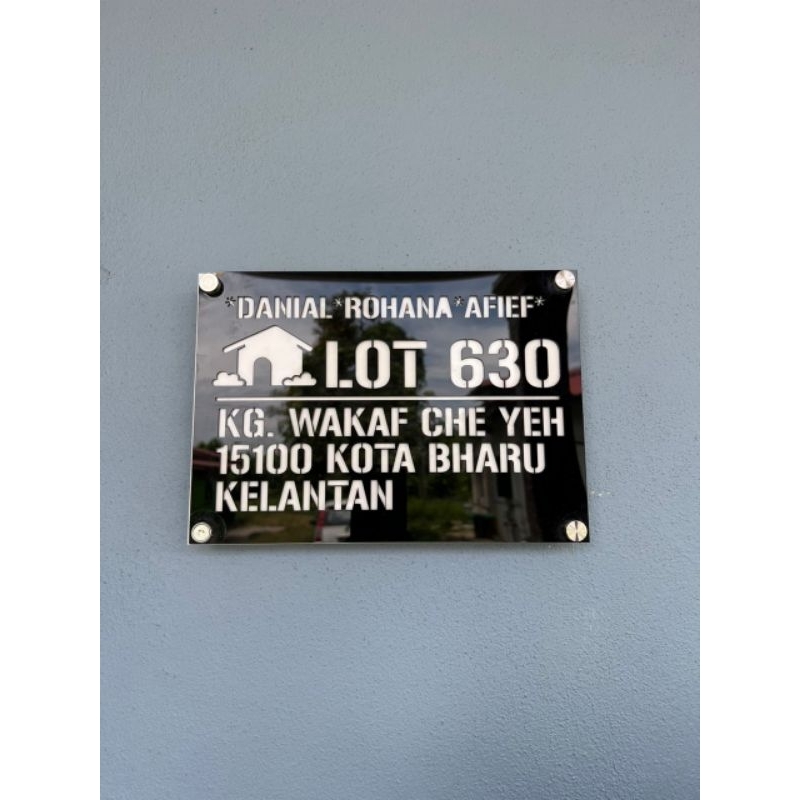 *DANIAL*ROHANA*AFIEF*
LOT 630
KG. WAKAF CHE YEH
15100 KOTA BHARU
KELANTAN